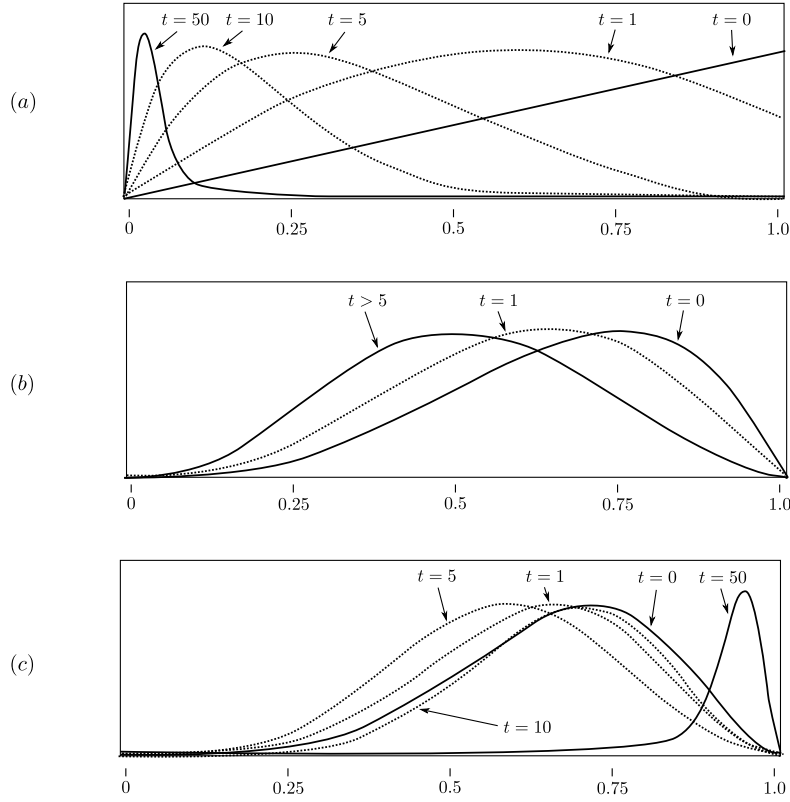 t = 50 t = 10 t = 5 t = 1 t = 0
(a)
0 0.25 0.5 0.75 1.0
t > 5 t = 1 t = 0
(b)
0 0.25 0.5 0.75 1.0
t = 5 t = 1 t = 0 t = 50
(c)
t = 10
0 0.25 0.5 0.75 1.0